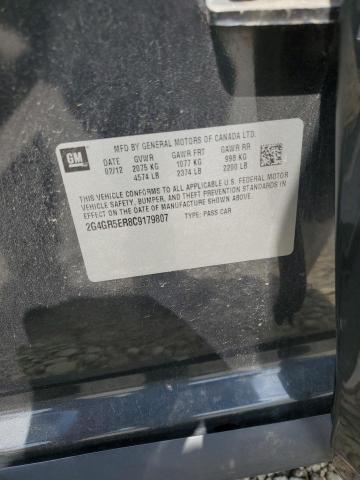 MFD BY GENERAL MOTORS OF CANADA LTD.
GM
DATE GVWR GAWR FRT GAWR RR
07/12 2075 KG 1077 KG 998 KG
4574 LB 2374 LB 2200 LB
THIS VEHICLE CONFORMS TO ALL APPLICABLE U.S. FEDERAL MOTOR
VEHICLE SAFETY, BUMPER, AND THEFT PREVENTION STANDARDS
IN EFFECT ON THE DATE OF MANUFACTURE SHOWN ABOVE.
2G4GR5ER8C9179807 TYPE: PASS CAR